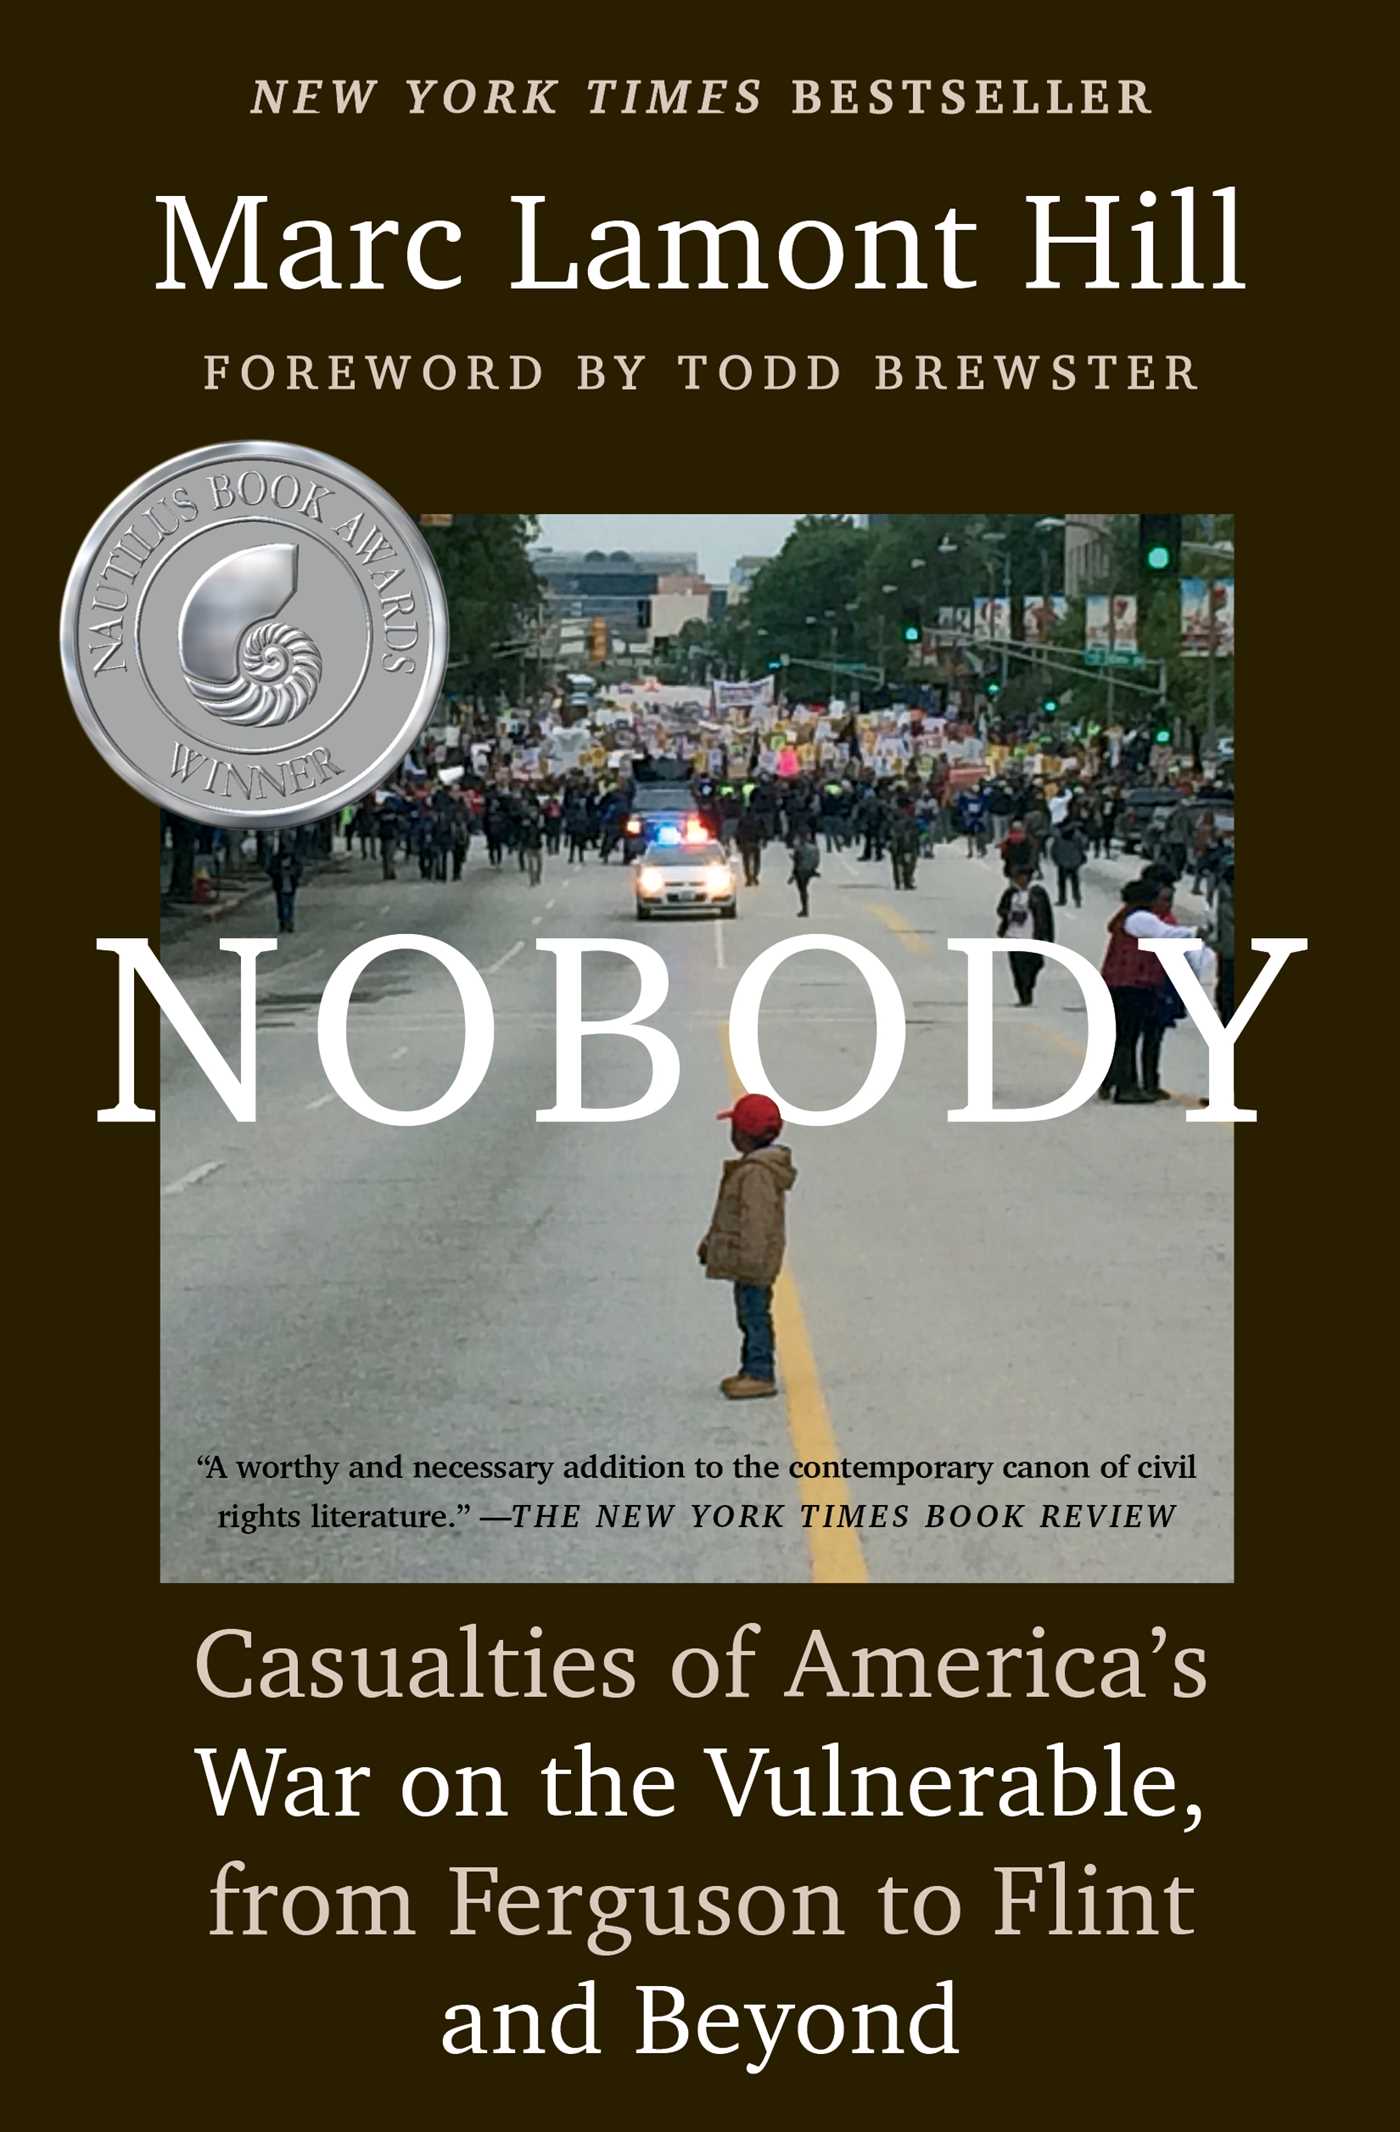 NEW YORK TIMES BESTSELLER
Marc Lamont Hill
FOREWORD BY TODD BREWSTER
NAUTILUS BOOK AWARDS
WINNER
NOBODY
“A worthy and necessary addition to the contemporary canon of civil
rights literature.” —THE NEW YORK TIMES BOOK REVIEW
Casualties of America’s
War on the Vulnerable,
from Ferguson to Flint
and Beyond